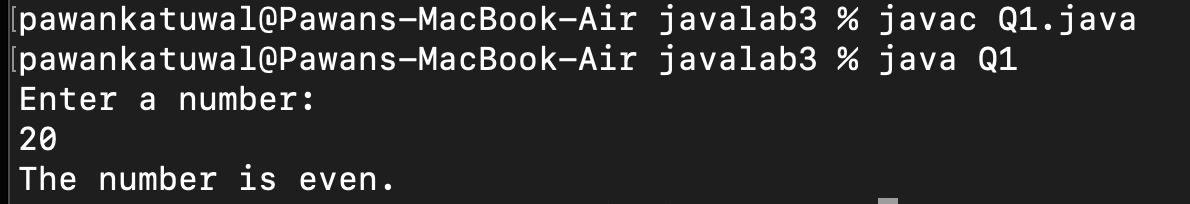 [pawankatuwal@Pawans-MacBook-Air javalab3 % javac Q1.java
[pawankatuwal@Pawans-MacBook-Air javalab3 % java Q1
Enter a number:
20
The number is even.